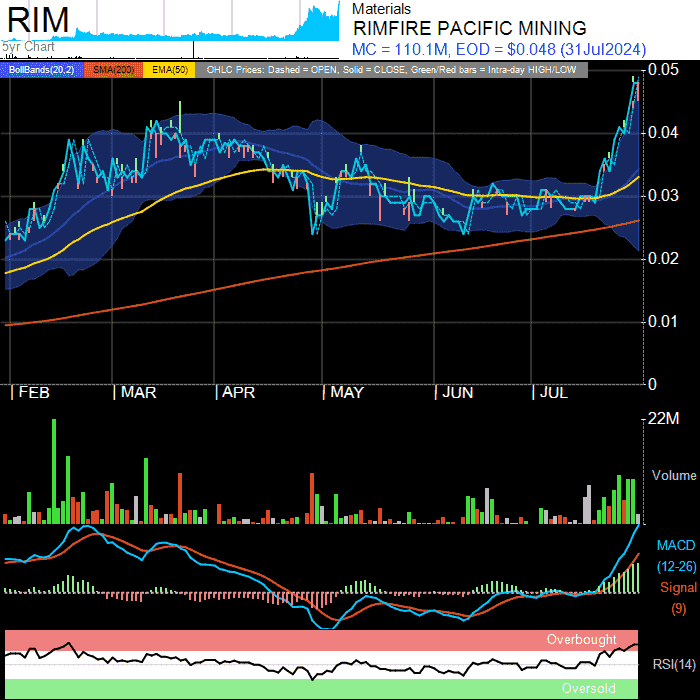 RIM
5yr Chart
Materials
RIMFIRE PACIFIC MINING
MC = 110.1M, EOD = $0.048 (31Jul2024)
BollBands(20,2) SMA(200) EMA(50) OHLC Prices: Dashed = OPEN, Solid = CLOSE, Green/Red bars = Intra-day HIGH/LOW
0.05
0.04
0.03
0.02
0.01
0
| FEB | MAR | APR | MAY | JUN | JUL
22M
Volume
MACD
(12-26)
Signal
(9)
Overbought
RSI(14)
Oversold